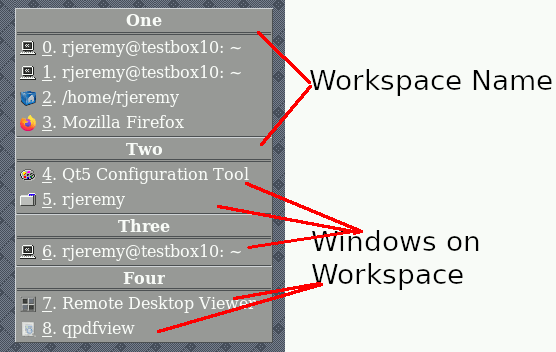 One
0. rjeremy@testbox10: ~
1. rjeremy@testbox10: ~
2. /home/rjeremy
3. Mozilla Firefox
Two
4. Qt5 Configuration Tool
5. rjeremy
Three
6. rjeremy@testbox10: ~
Four
7. Remote Desktop Viewer
8. qpdfview
Workspace Name
Windows on
Workspace